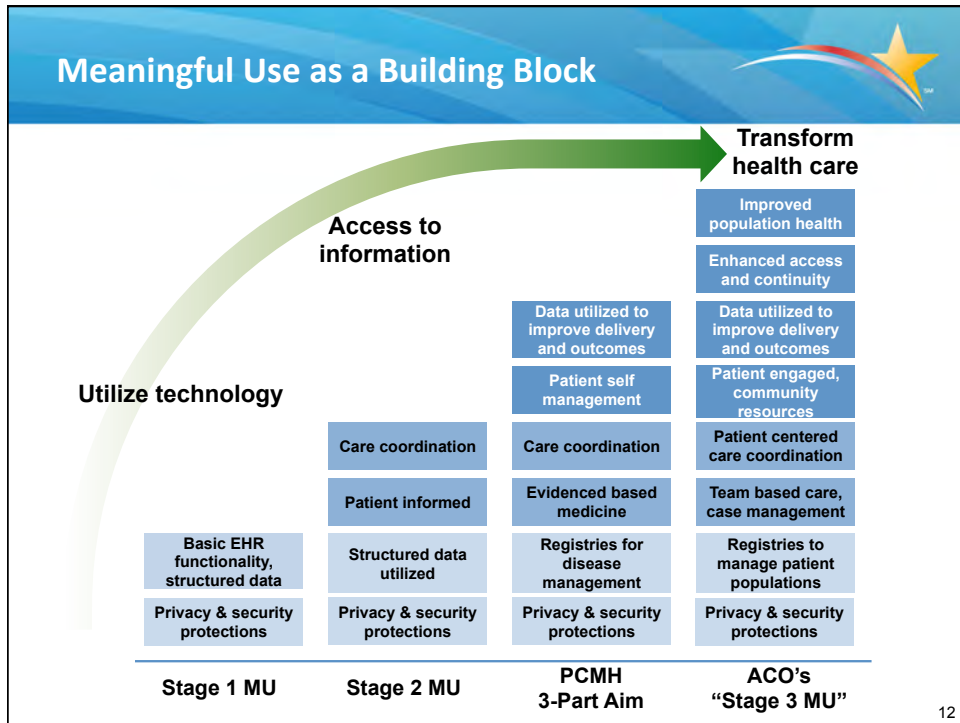 Meaningful Use as a Building Block
SM
Transform
health care
Access to
information
Utilize technology
Basic EHR
functionality,
structured data
Privacy & security
protections
Stage 1 MU
Care coordination
Patient informed
Structured data
utilized
Privacy & security
protections
Stage 2 MU
Data utilized to
improve delivery
and outcomes
Patient self
management
Care coordination
Evidenced based
medicine
Registries for
disease
management
Privacy & security
protections
PCMH
3-Part Aim
Improved
population health
Enhanced access
and continuity
Data utilized to
improve delivery
and outcomes
Patient engaged,
community
resources
Patient centered
care coordination
Team based care,
case management
Registries to
manage patient
populations
Privacy & security
protections
ACO's
“Stage 3 MU”
12